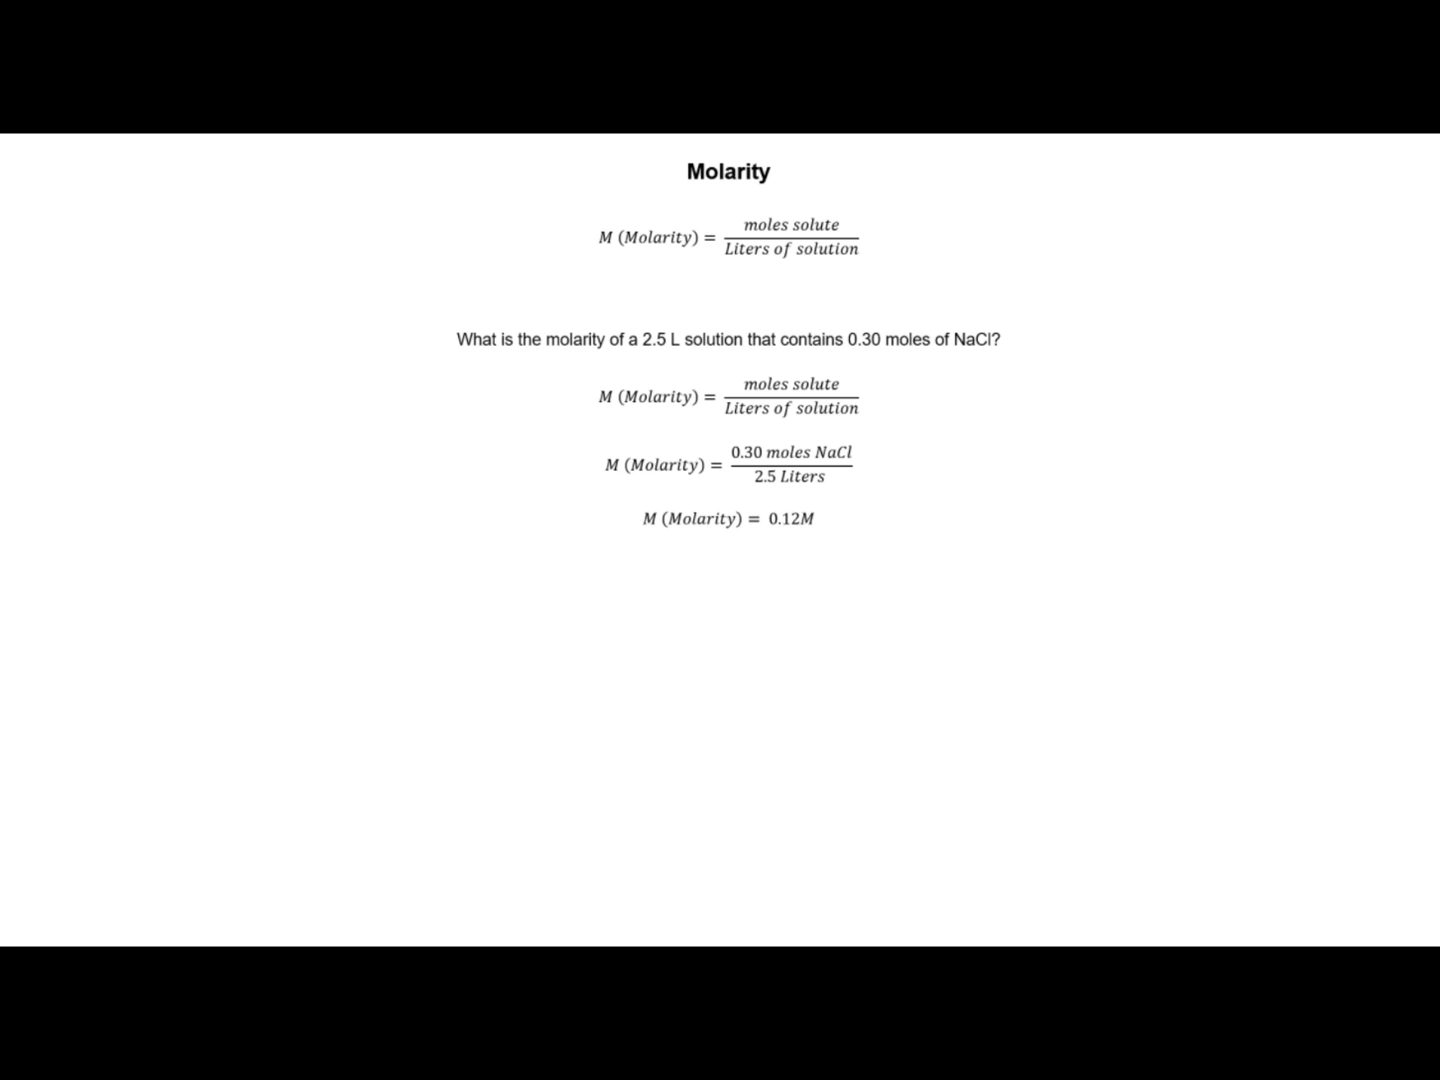 Molarity
M (Molarity) = moles solute / Liters of solution
What is the molarity of a 2.5 L solution that contains 0.30 moles of NaCl?
M (Molarity) = moles solute / Liters of solution
M (Molarity) = 0.30 moles NaCl / 2.5 Liters
M (Molarity) = 0.12M